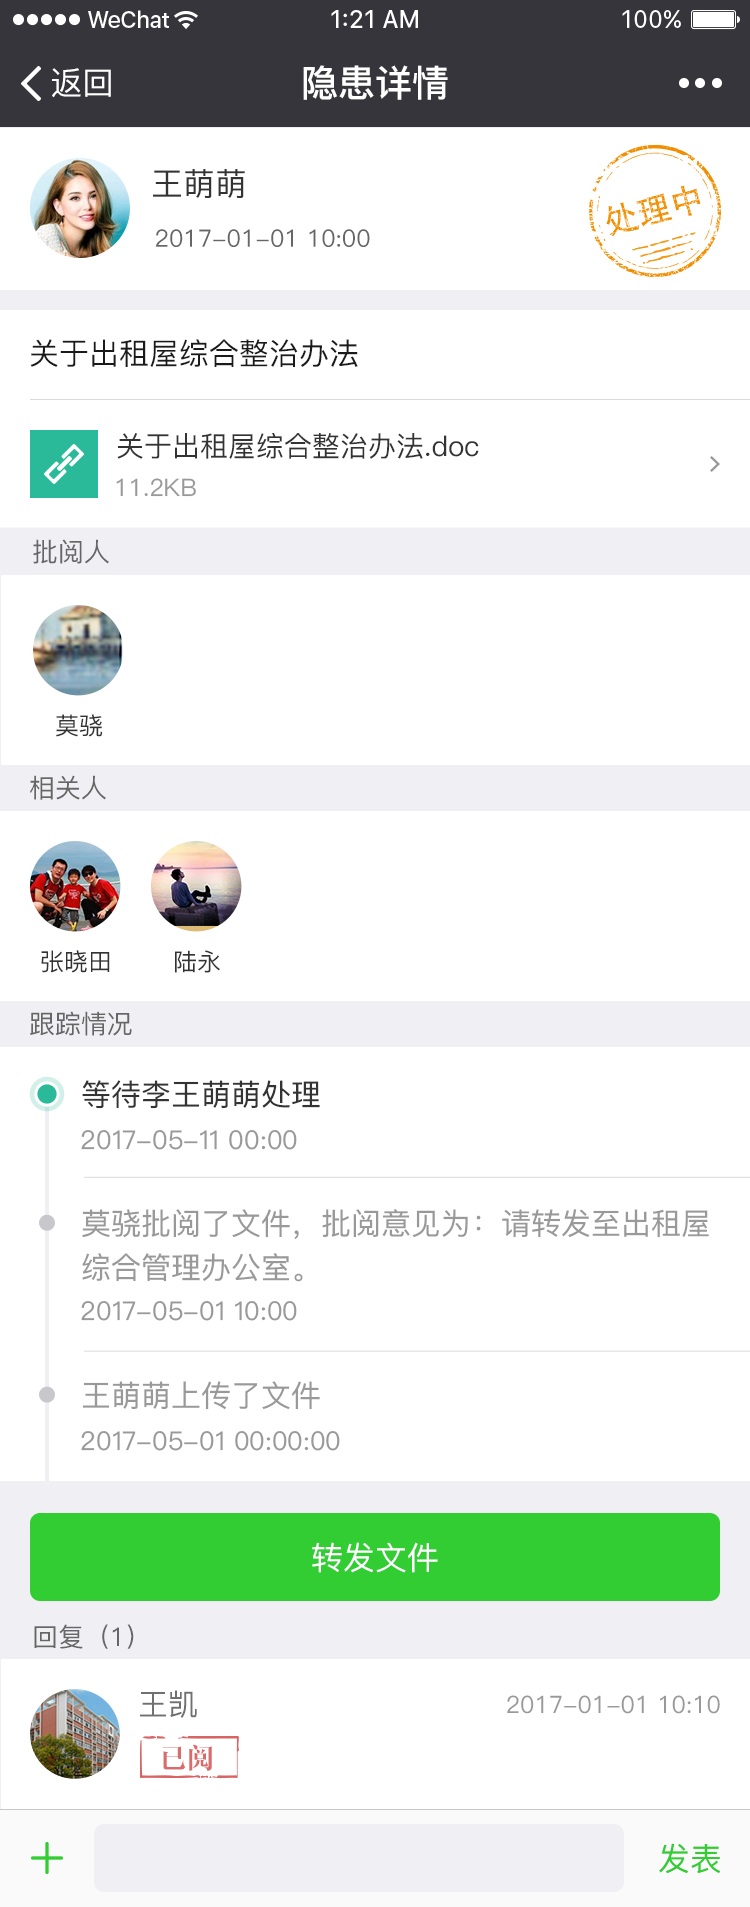 WeChat 1:21 AM 100%
返回 隐患详情
王萌萌
2017-01-01 10:00
处理中
关于出租屋综合整治办法
关于出租屋综合整治办法.doc
11.2KB
批阅人
莫骁
相关人
张晓田 陆永
跟踪情况
等待李王萌萌处理
2017-05-11 00:00
莫骁批阅了文件，批阅意见为：请转发至出租屋
综合管理办公室。
2017-05-01 10:00
王萌萌上传了文件
2017-05-01 00:00:00
转发文件
回复（1）
王凯 2017-01-01 10:10
已阅
发表